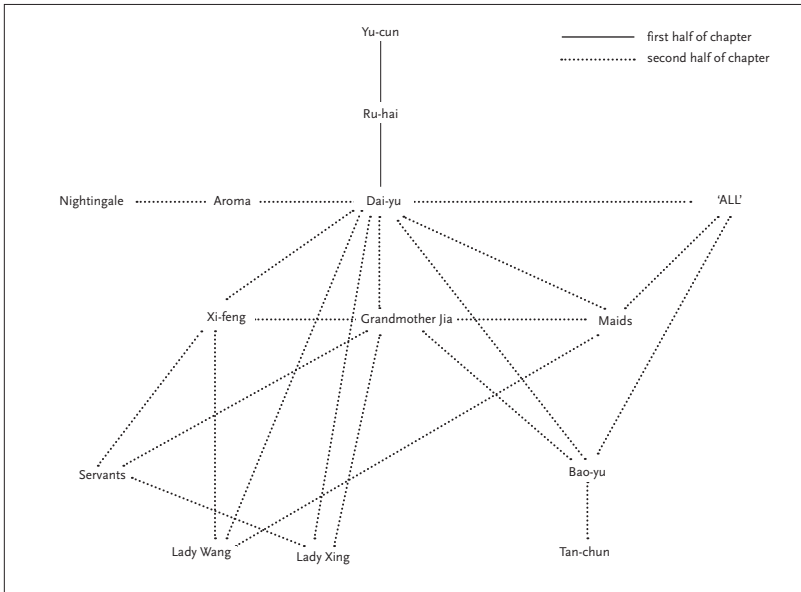 Yu-cun
first half of chapter
second half of chapter
Ru-hai
Nightingale
Aroma
Dai-yu
'ALL'
Xi-feng
Grandmother Jia
Maids
Servants
Bao-yu
Lady Wang
Lady Xing
Tan-chun